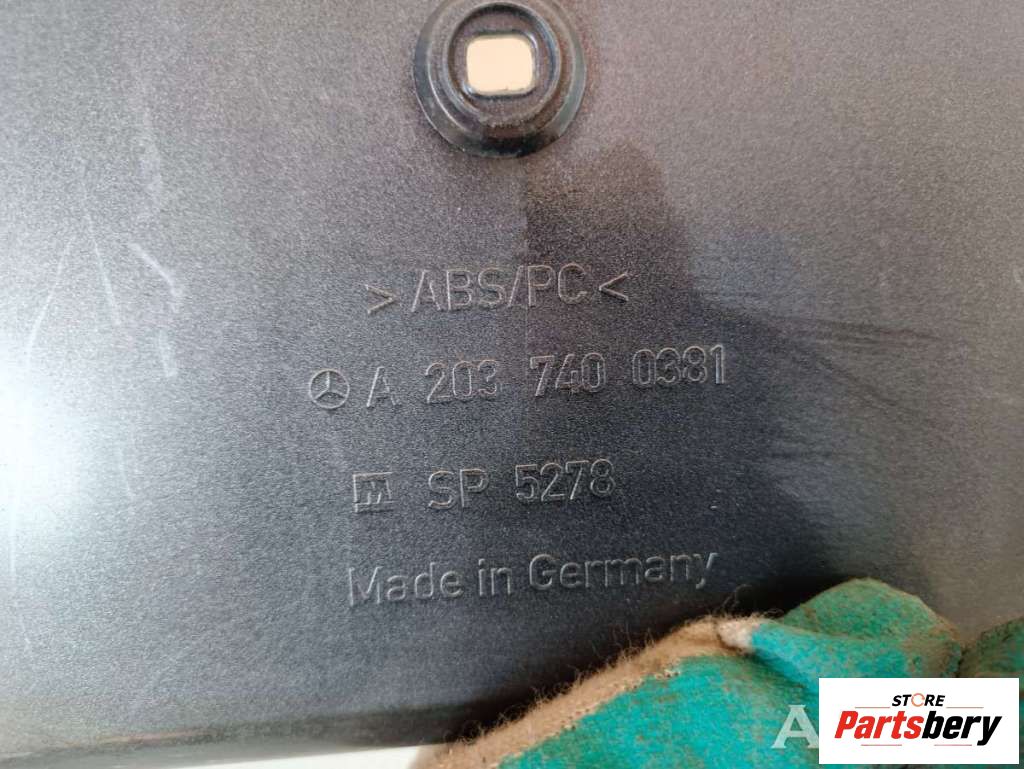 >ABS/PC<
A 203 740 0381
M SP 5278
Made in Germany
A
STORE
Partsbery